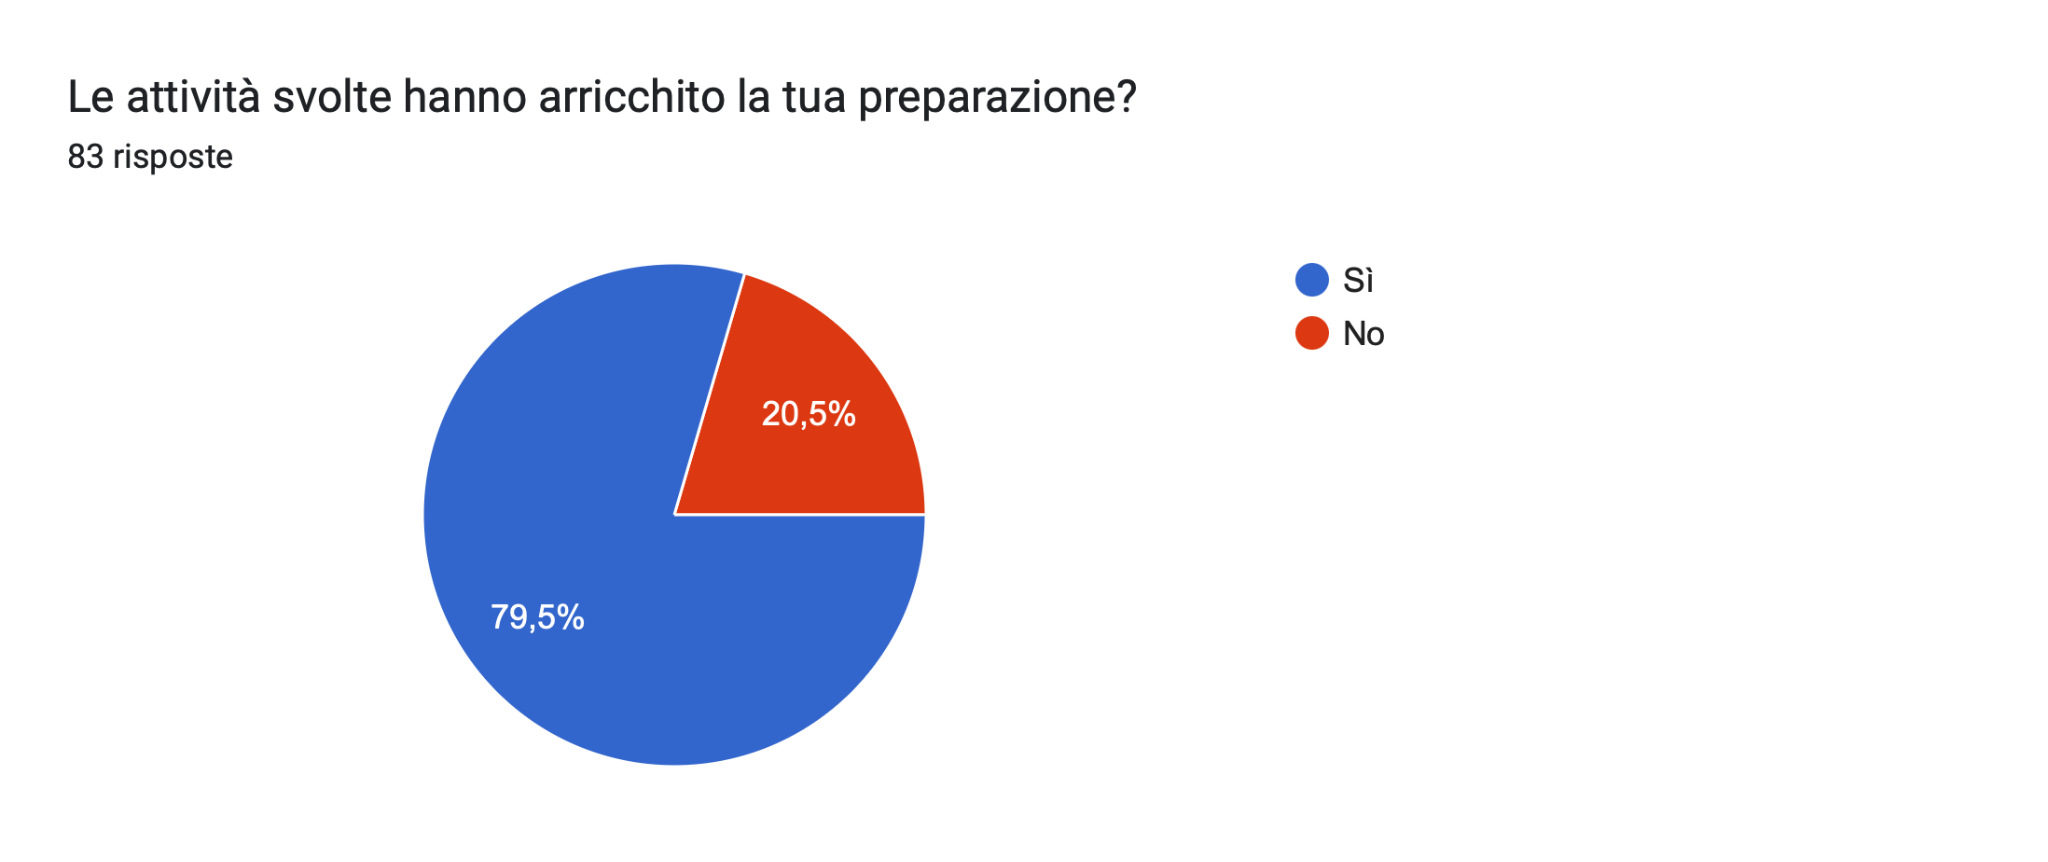 Le attività svolte hanno arricchito la tua preparazione?
83 risposte
Sì
No
20,5%
79,5%